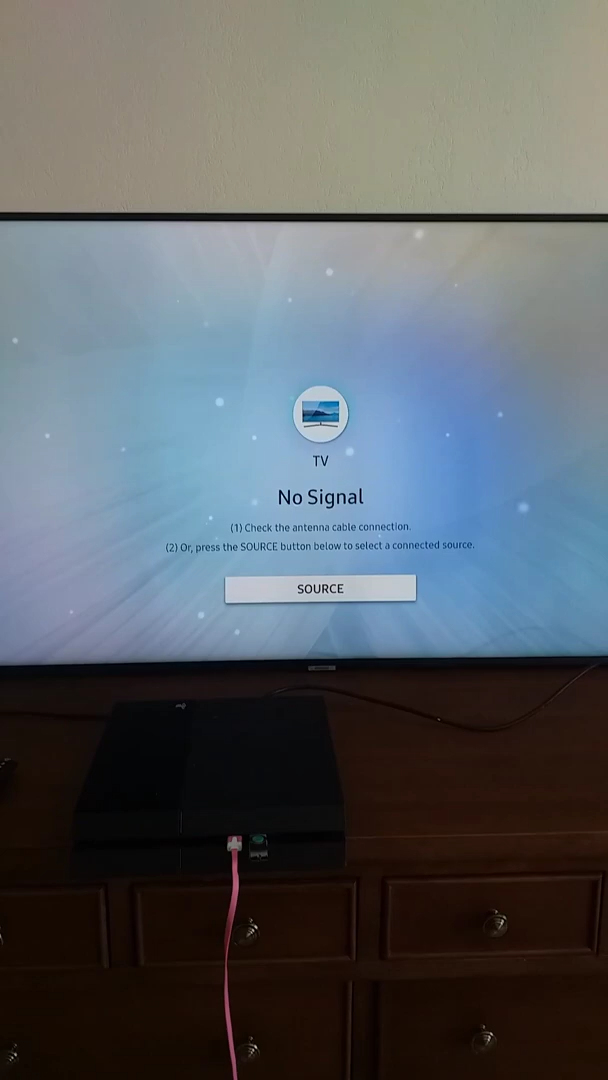 TV
No Signal
(1) Check the antenna cable connection.
(2) Or, press the SOURCE button below to select a connected source.
SOURCE